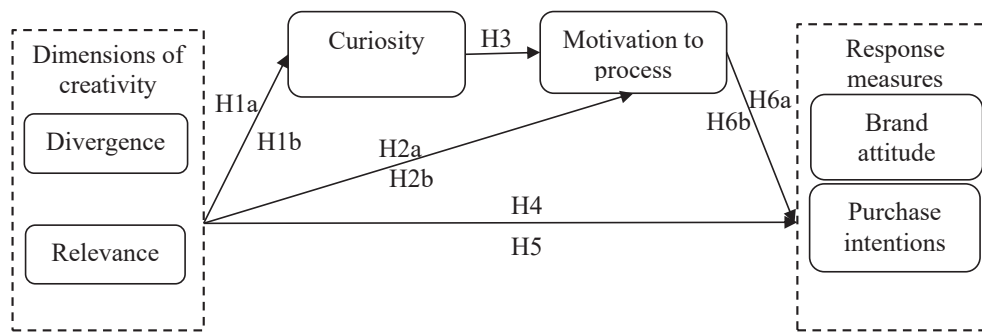 Dimensions of
creativity
Divergence
Relevance
H1a
H1b
Curiosity
H3
Motivation to
process
H2a
H2b
H4
H5
H6a
H6b
Response
measures
Brand
attitude
Purchase
intentions